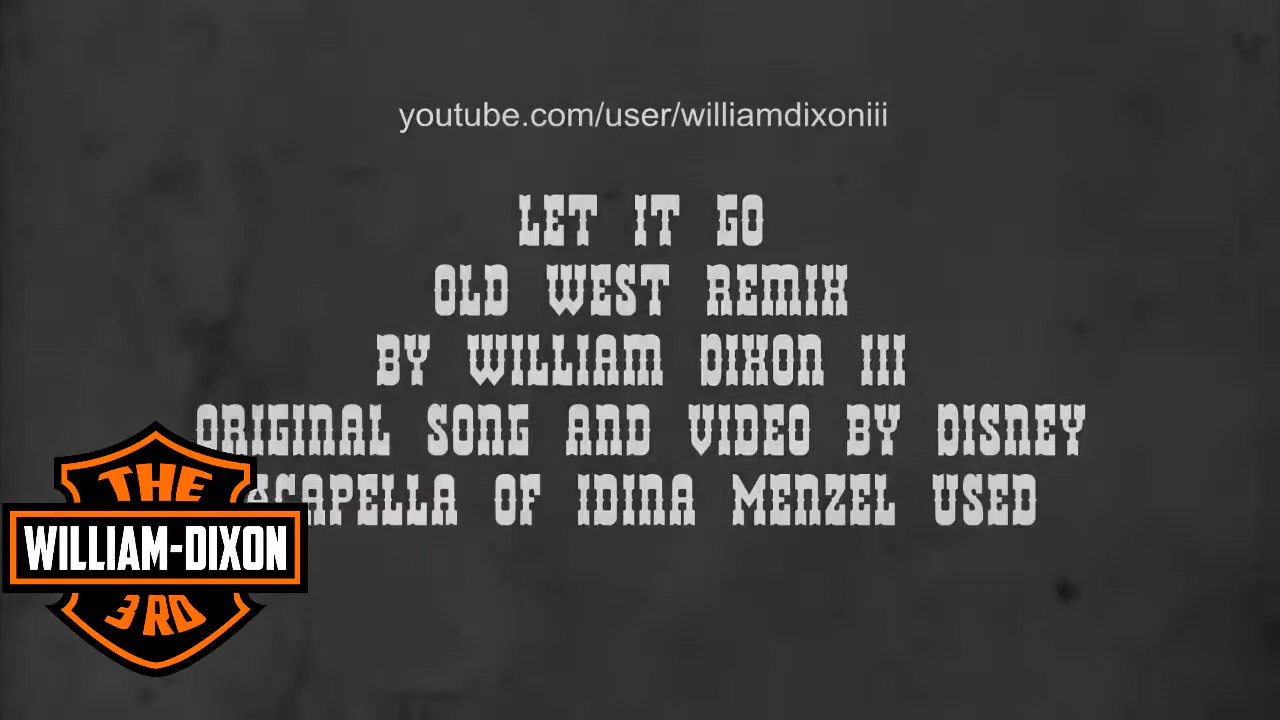 youtube.com/user/williamdixoniii
LET IT GO
OLD WEST REMIX
BY WILLIAM DIXON III
ORIGINAL SONG AND VIDEO BY DISNEY
ACAPELLA OF IDINA MENZEL USED
THE
WILLIAM-DIXON
3RD